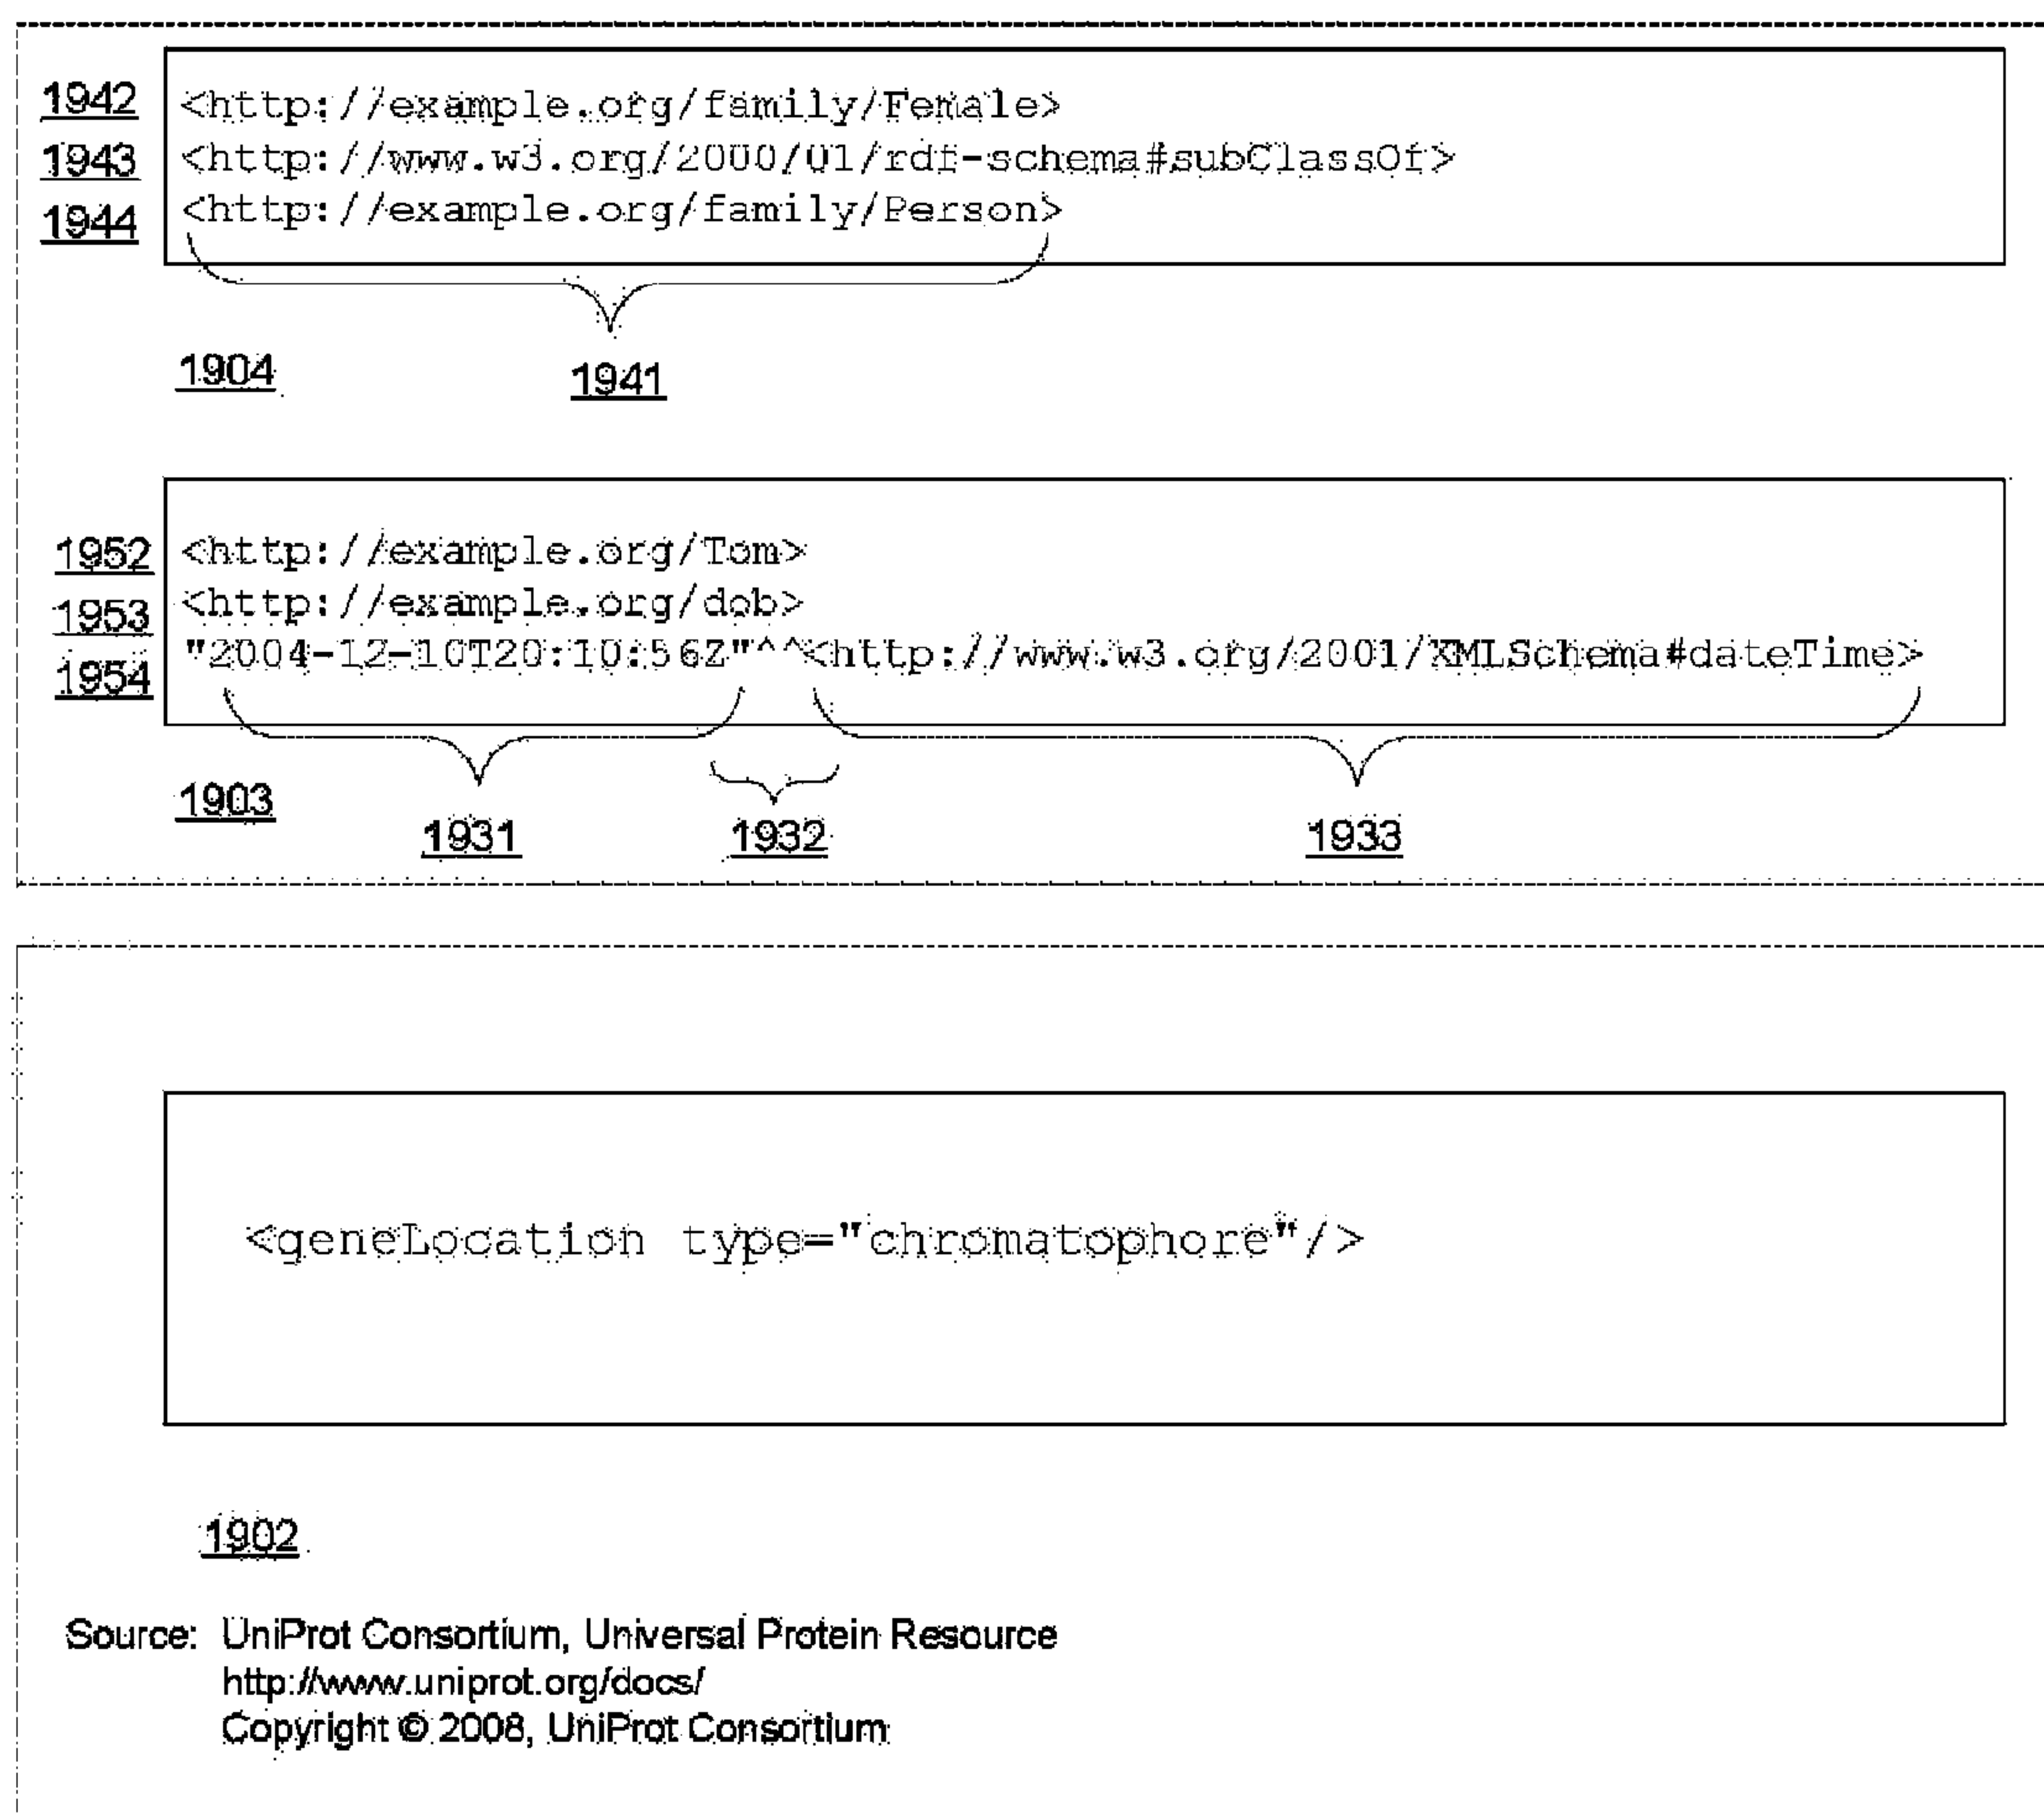 1942 <http://example.org/family/Female>
1943 <http://www.w3.org/2000/01/rdf-schema#subClassOf>
1944 <http://example.org/family/Person>
1904 1941
1952 <http://example.org/Tom>
1953 <http://example.org/dob>
1954 "2004-12-10T20:10:56Z"^^<http://www.w3.org/2001/XMLSchema#dateTime>
1903 1931 1932 1933
<geneLocation type="chromatophore"/>
1902
Source: UniProt Consortium, Universal Protein Resource
http://www.uniprot.org/docs/
Copyright © 2008, UniProt Consortium